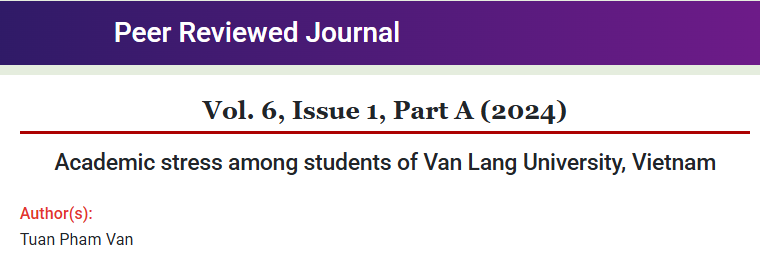 Peer Reviewed Journal
Vol. 6, Issue 1, Part A (2024)
Academic stress among students of Van Lang University, Vietnam
Author(s):
Tuan Pham Van